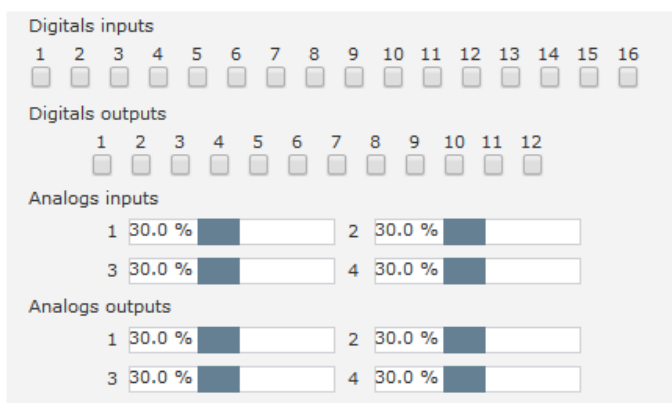 Digitals inputs
1 2 3 4 5 6 7 8 9 10 11 12 13 14 15 16
Digitals outputs
1 2 3 4 5 6 7 8 9 10 11 12
Analogs inputs
1 30.0 % 2 30.0 %
3 30.0 % 4 30.0 %
Analogs outputs
1 30.0 % 2 30.0 %
3 30.0 % 4 30.0 %